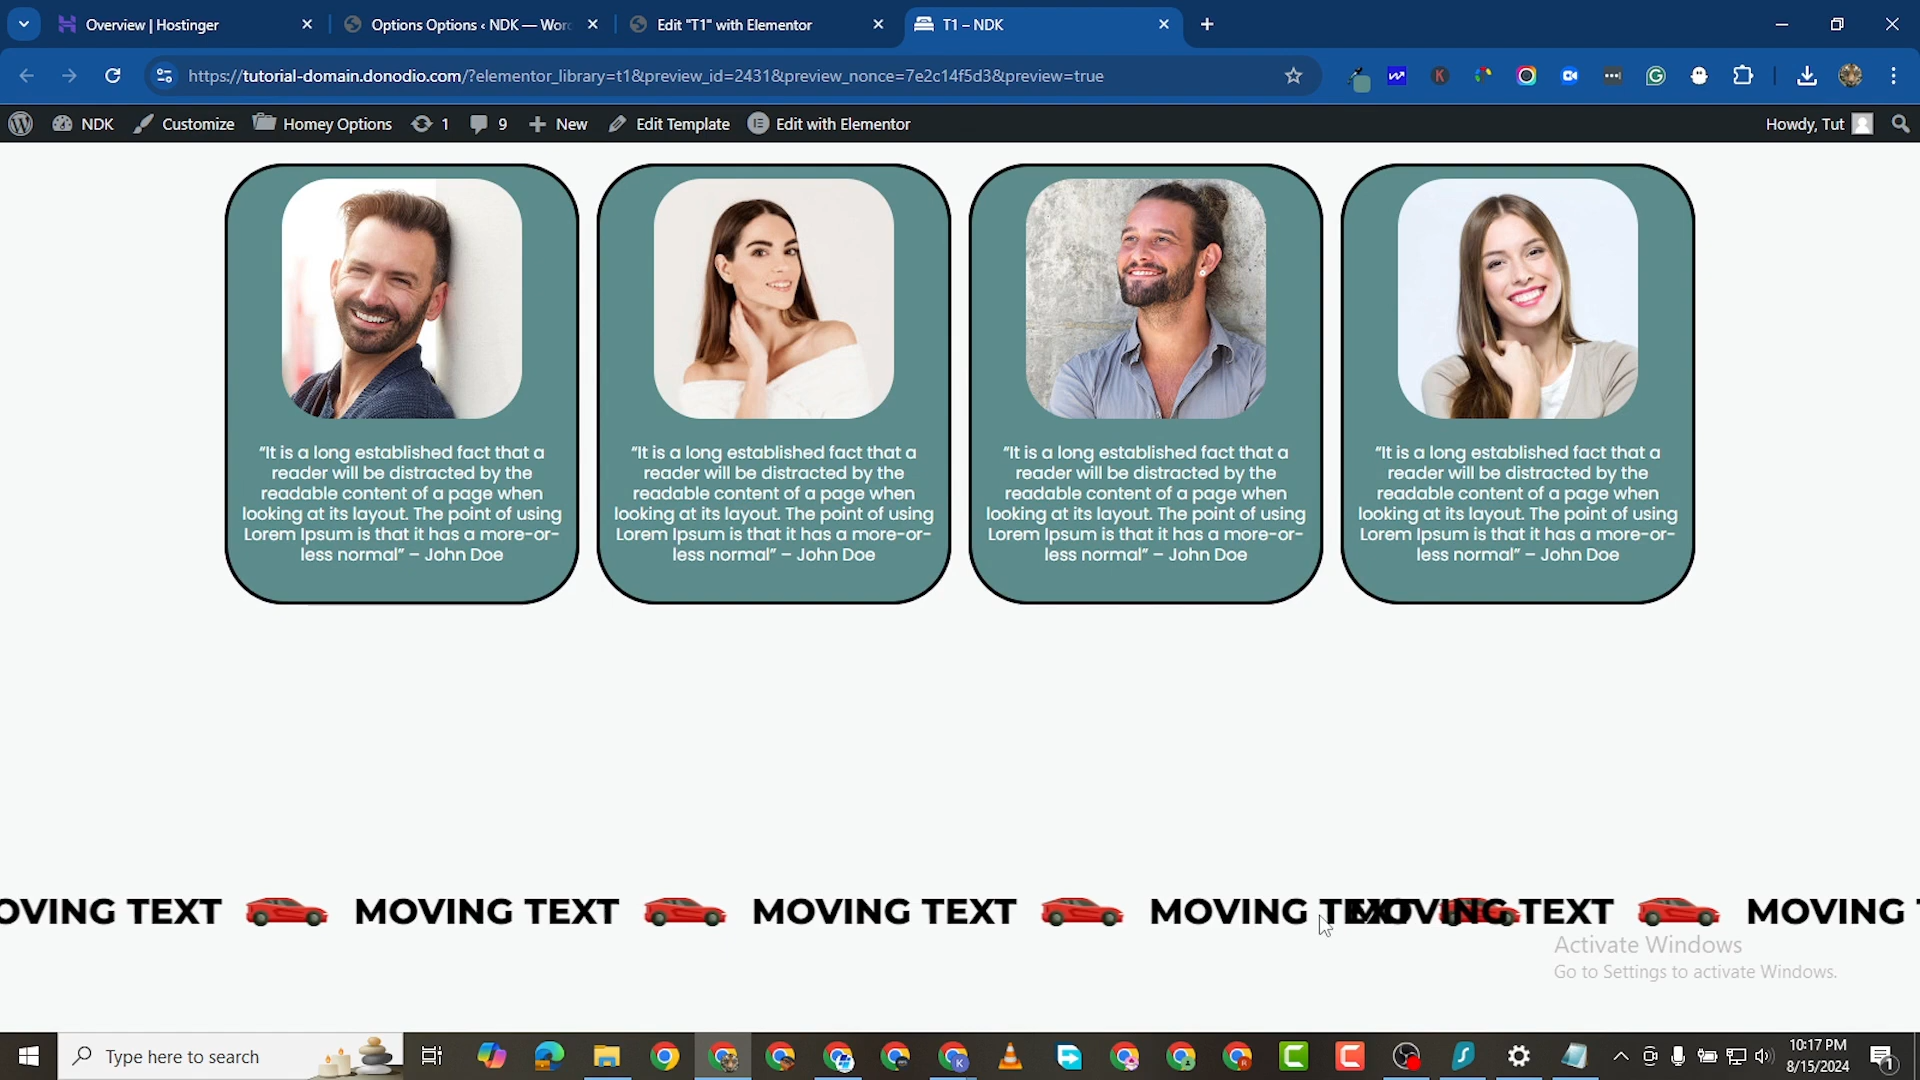 Overview | Hostinger
Options Options ‹ NDK — Wor
Edit "T1" with Elementor
T1 – NDK
https://tutorial-domain.donodio.com/?elementor_library=t1&preview_id=2431&preview_nonce=7e2c14f5d3&preview=true
NDK
Customize
Homey Options
1
9
New
Edit Template
Edit with Elementor
Howdy, Tut
“It is a long established fact that a
reader will be distracted by the
readable content of a page when
looking at its layout. The point of using
Lorem Ipsum is that it has a more-or-
less normal” – John Doe
“It is a long established fact that a
reader will be distracted by the
readable content of a page when
looking at its layout. The point of using
Lorem Ipsum is that it has a more-or-
less normal” – John Doe
“It is a long established fact that a
reader will be distracted by the
readable content of a page when
looking at its layout. The point of using
Lorem Ipsum is that it has a more-or-
less normal” – John Doe
“It is a long established fact that a
reader will be distracted by the
readable content of a page when
looking at its layout. The point of using
Lorem Ipsum is that it has a more-or-
less normal” – John Doe
OVING TEXT MOVING TEXT MOVING TEXT MOVING TEXT MOVING TEXT MOVING
Activate Windows
Go to Settings to activate Windows.
Type here to search
10:17 PM
8/15/2024
1